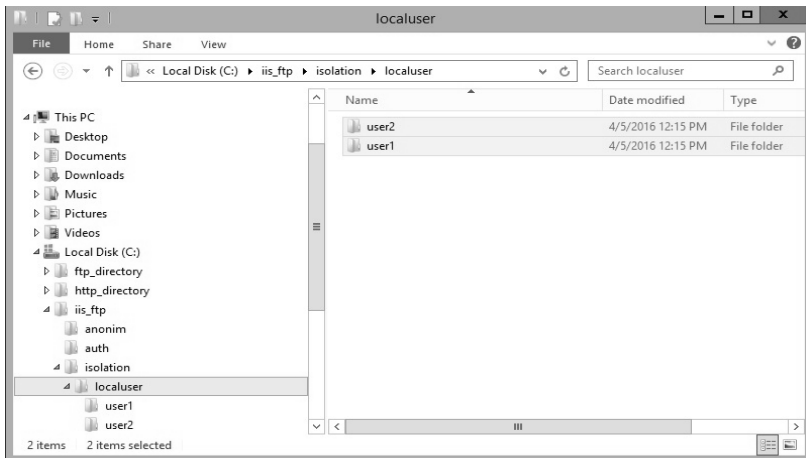 localuser
File Home Share View
« Local Disk (C:) iis_ftp isolation localuser
Search localuser
This PC
Desktop
Documents
Downloads
Music
Pictures
Videos
Local Disk (C:)
ftp_directory
http_directory
iis_ftp
anonim
auth
isolation
localuser
user1
user2
Name Date modified Type
user2 4/5/2016 12:15 PM File folder
user1 4/5/2016 12:15 PM File folder
2 items 2 items selected